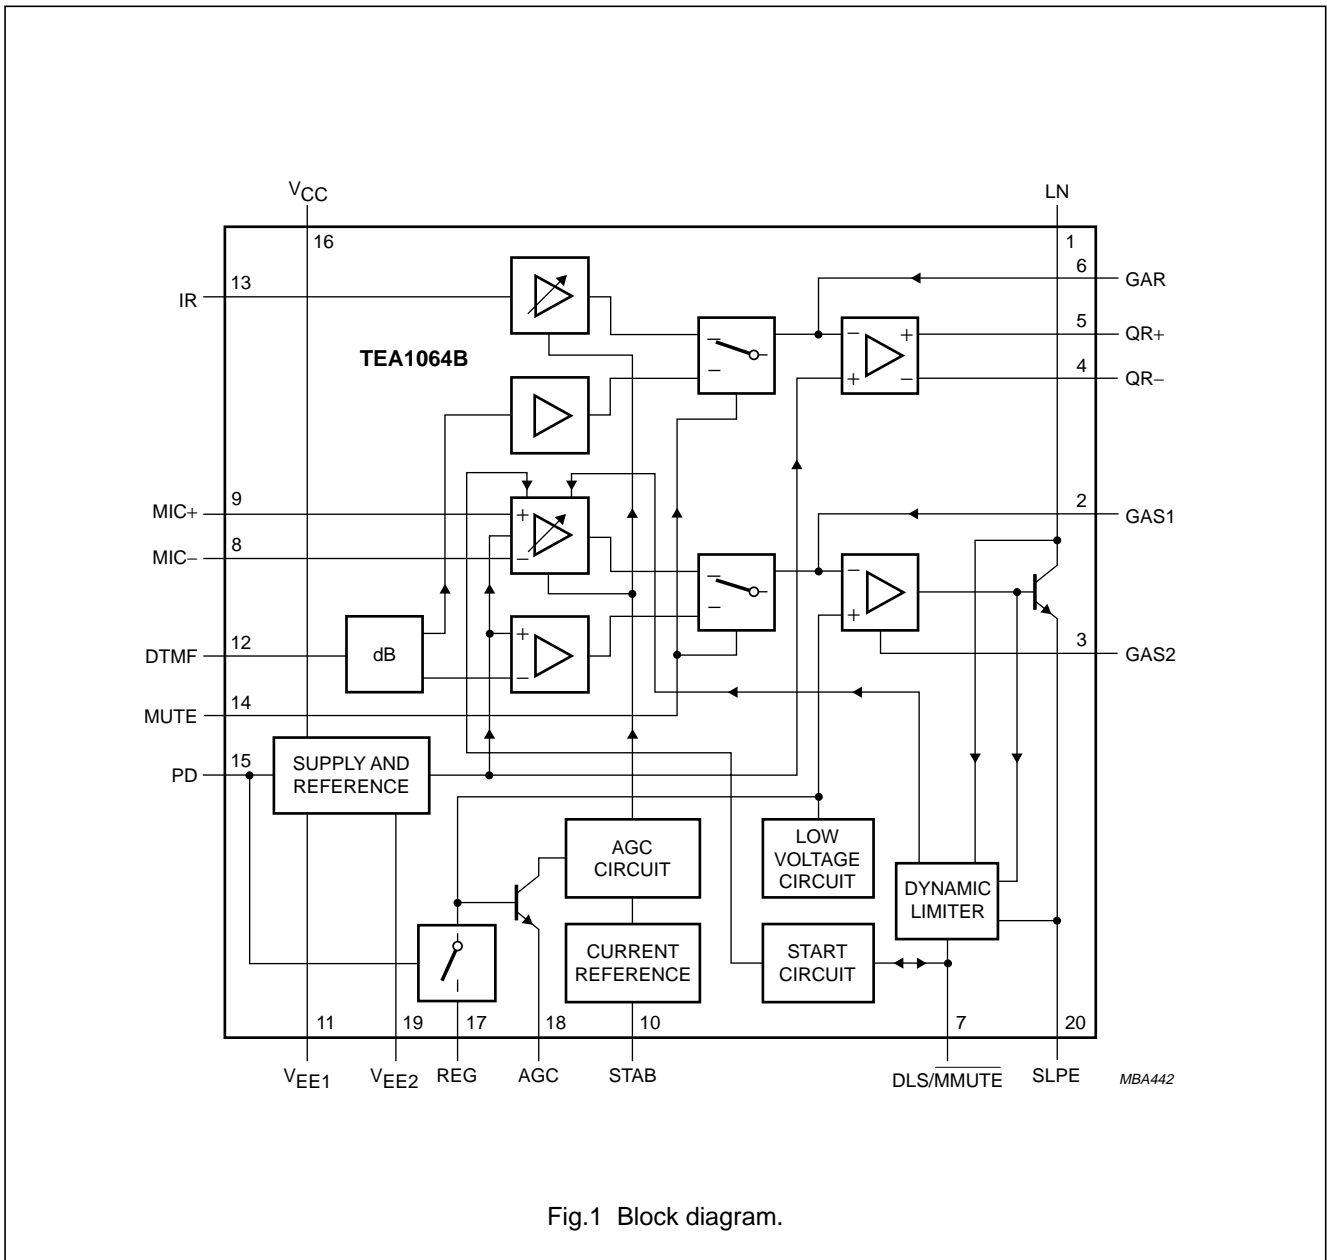 VCC
LN
16
1
6
GAR
13
IR
5
QR+
TEA1064B
4
QR−
− +
+ −
9
MIC+
+
2
GAS1
8
MIC−
−
−
+
12
DTMF
dB
+
−
3
GAS2
14
MUTE
15
PD
SUPPLY AND
REFERENCE
AGC
CIRCUIT
LOW
VOLTAGE
CIRCUIT
DYNAMIC
LIMITER
CURRENT
REFERENCE
START
CIRCUIT
11 19 17 18 10 7 20
VEE1 VEE2 REG AGC STAB DLS/MMUTE SLPE MBA442
Fig.1 Block diagram.